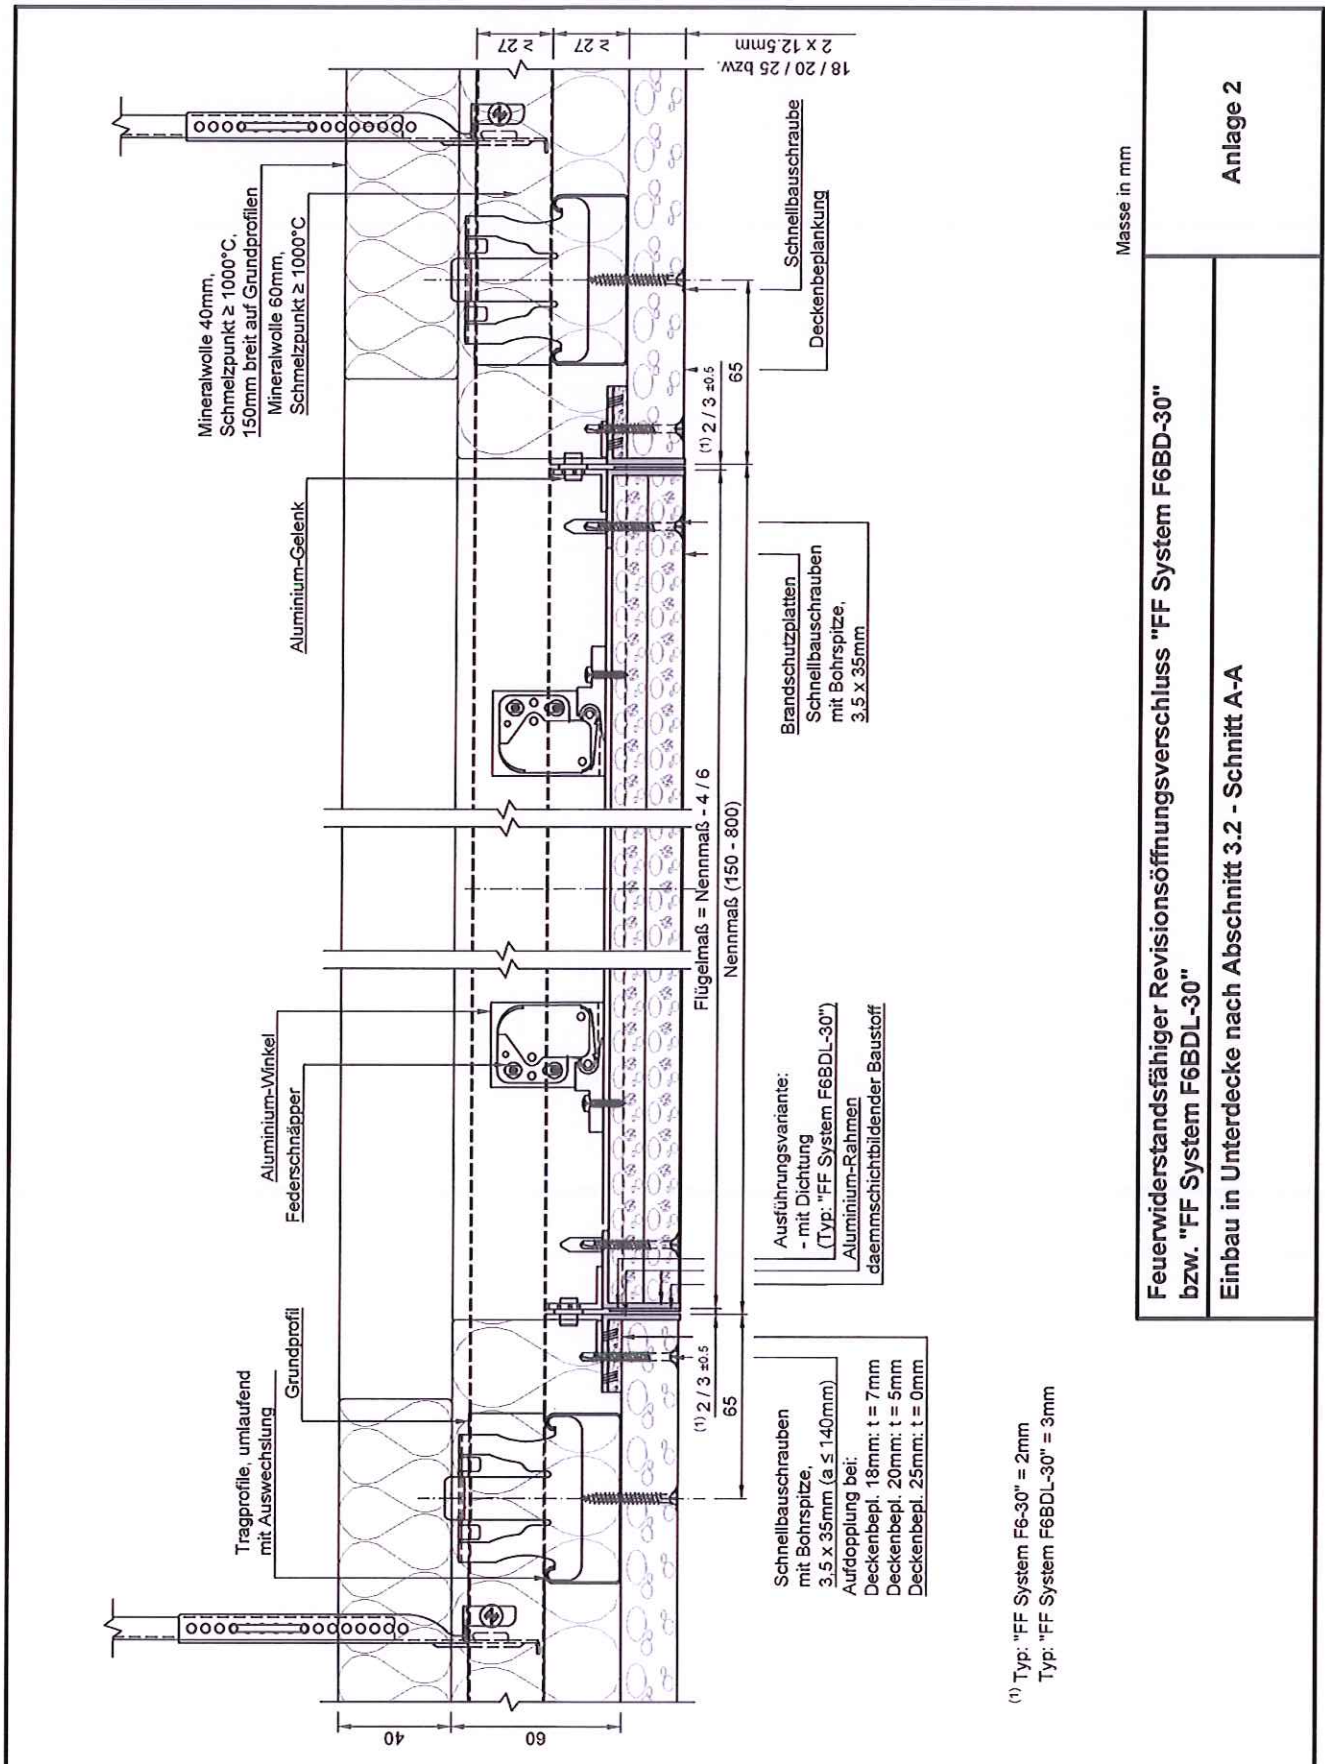 Mineralwolle 40mm,
Schmelzpunkt ≥ 1000°C,
150mm breit auf Grundprofilen
Mineralwolle 60mm,
Schmelzpunkt ≥ 1000°C
Aluminium-Gelenk
Aluminium-Winkel
Federschnäpper
Tragprofile, umlaufend
mit Auswechslung
Grundprofil
40
60
≥ 27
≥ 27
18 / 20 / 25 bzw.
2 x 12.5mm
(1) 2 / 3 ±0.5
65
Flügelmaß = Nennmaß - 4 / 6
Nennmaß (150 - 800)
(1) 2 / 3 ±0.5
65
Schnellbauschraube
Deckenbeplankung
Brandschutzplatten
Schnellbauschrauben
mit Bohrspitze,
3,5 x 35mm
Ausführungsvariante:
- mit Dichtung
(Typ: "FF System F6BDL-30")
Aluminium-Rahmen
daemmschichtbildender Baustoff
Schnellbauschrauben
mit Bohrspitze,
3,5 x 35mm (a ≤ 140mm)
Aufdopplung bei:
Deckenbepl. 18mm: t = 7mm
Deckenbepl. 20mm: t = 5mm
Deckenbepl. 25mm: t = 0mm
(1) Typ: "FF System F6-30" = 2mm
Typ: "FF System F6BDL-30" = 3mm
Masse in mm
Feuerwiderstandsfähiger Revisionsöffnungsverschluss "FF System F6BD-30"
bzw. "FF System F6BDL-30"
Einbau in Unterdecke nach Abschnitt 3.2 - Schnitt A-A
Anlage 2